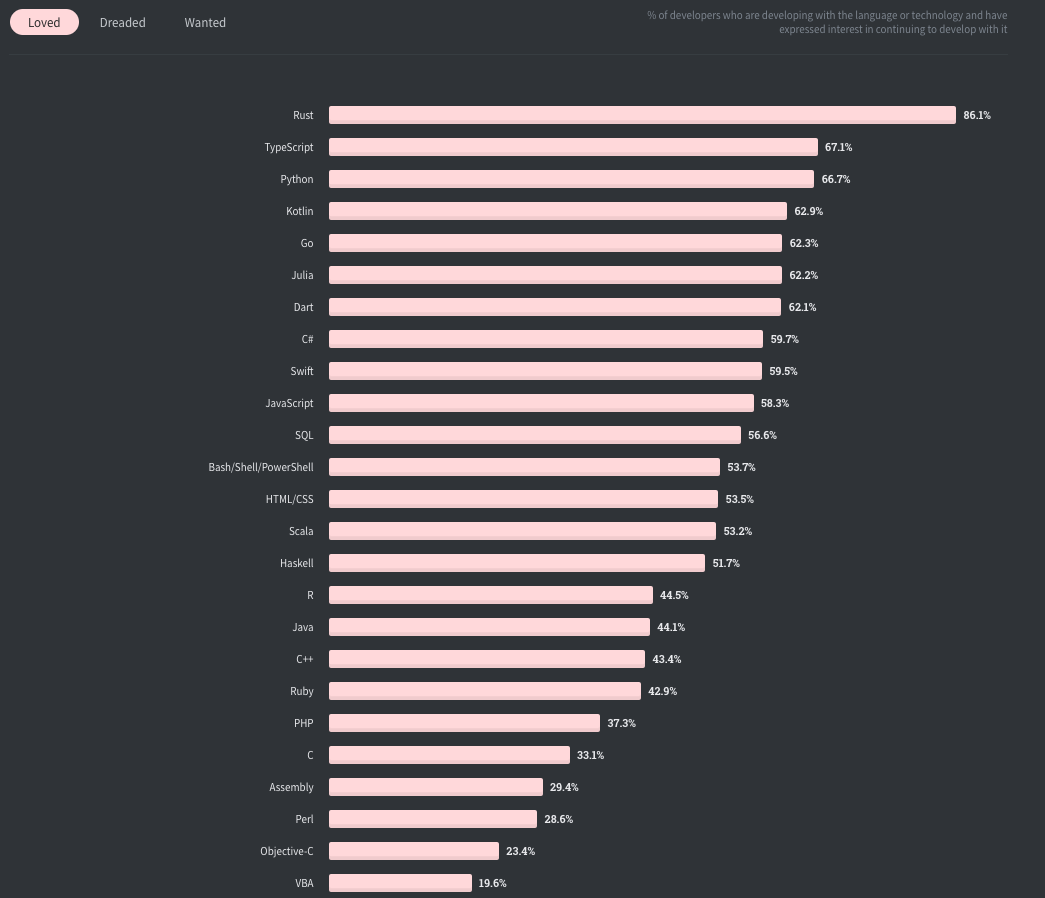 Loved Dreaded Wanted
% of developers who are developing with the language or technology and have
expressed interest in continuing to develop with it
Rust 86.1%
TypeScript 67.1%
Python 66.7%
Kotlin 62.9%
Go 62.3%
Julia 62.2%
Dart 62.1%
C# 59.7%
Swift 59.5%
JavaScript 58.3%
SQL 56.6%
Bash/Shell/PowerShell 53.7%
HTML/CSS 53.5%
Scala 53.2%
Haskell 51.7%
R 44.5%
Java 44.1%
C++ 43.4%
Ruby 42.9%
PHP 37.3%
C 33.1%
Assembly 29.4%
Perl 28.6%
Objective-C 23.4%
VBA 19.6%